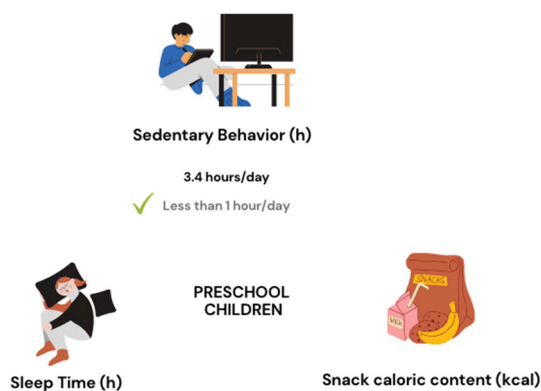 Sedentary Behavior (h)
3.4 hours/day
Less than 1 hour/day
SNACKS
PRESCHOOL
CHILDREN
MILK
Sleep Time (h)
Snack caloric content (kcal)